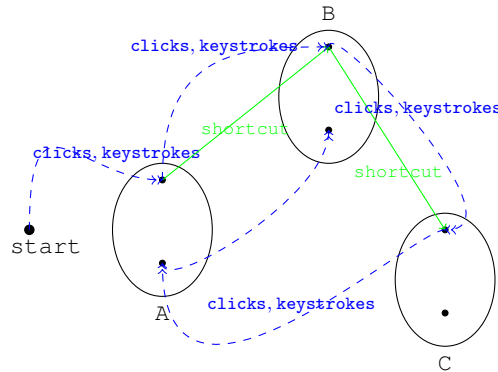 B
clicks, keystrokes
clicks, keystrokes
shortcut
clicks, keystrokes
shortcut
start
clicks, keystrokes
A
C